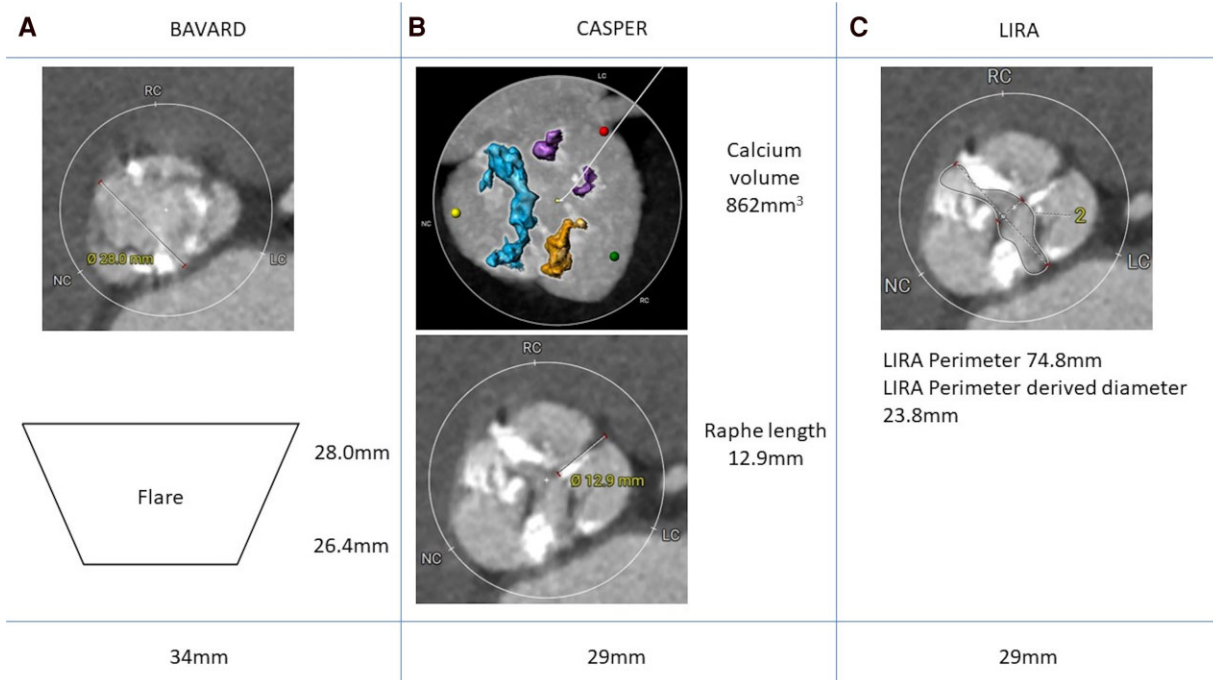 A
BAVARD
B
CASPER
C
LIRA
RC
Ø 28.0 mm
NC
LC
Flare
28.0mm
26.4mm
34mm
LC
NC
RC
Calcium
volume
862mm³
RC
Ø 12.9 mm
NC
LC
Raphe length
12.9mm
29mm
RC
2
NC
LC
LIRA Perimeter 74.8mm
LIRA Perimeter derived diameter
23.8mm
29mm